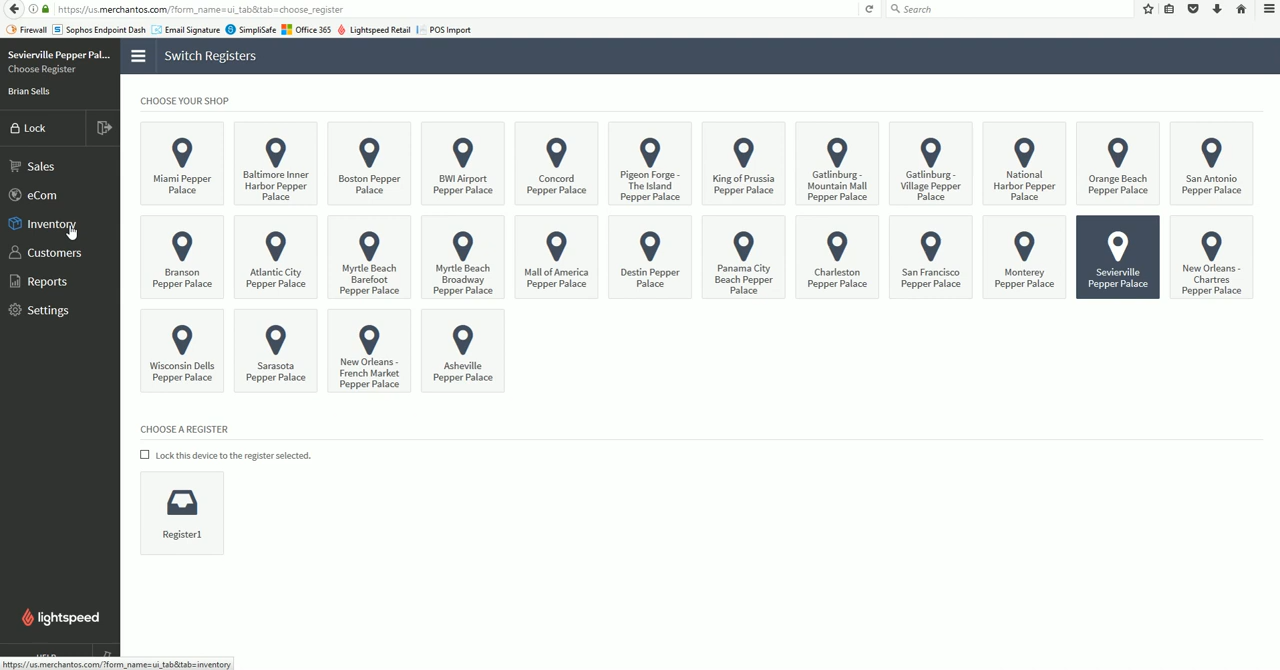 https://us.merchantos.com/?form_name=ui_tab&tab=choose_register
Search
Firewall Sophos Endpoint Dash Email Signature SimpliSafe Office 365 Lightspeed Retail POS Import
Sevierville Pepper Pal...
Choose Register
Brian Sells
Lock
Sales
eCom
Inventory
Customers
Reports
Settings
lightspeed
HELP
https://us.merchantos.com/?form_name=ui_tab&tab=inventory
Switch Registers
CHOOSE YOUR SHOP
Miami Pepper
Palace
Baltimore Inner
Harbor Pepper
Palace
Boston Pepper
Palace
BWI Airport
Pepper Palace
Concord
Pepper Palace
Pigeon Forge -
The Island
Pepper Palace
King of Prussia
Pepper Palace
Gatlinburg -
Mountain Mall
Pepper Palace
Gatlinburg -
Village Pepper
Palace
National
Harbor Pepper
Palace
Orange Beach
Pepper Palace
San Antonio
Pepper Palace
Branson
Pepper Palace
Atlantic City
Pepper Palace
Myrtle Beach
Barefoot
Pepper Palace
Myrtle Beach
Broadway
Pepper Palace
Mall of America
Pepper Palace
Destin Pepper
Palace
Panama City
Beach Pepper
Palace
Charleston
Pepper Palace
San Francisco
Pepper Palace
Monterey
Pepper Palace
Sevierville
Pepper Palace
New Orleans -
Chartres
Pepper Palace
Wisconsin Dells
Pepper Palace
Sarasota
Pepper Palace
New Orleans -
French Market
Pepper Palace
Asheville
Pepper Palace
CHOOSE A REGISTER
Lock this device to the register selected.
Register1